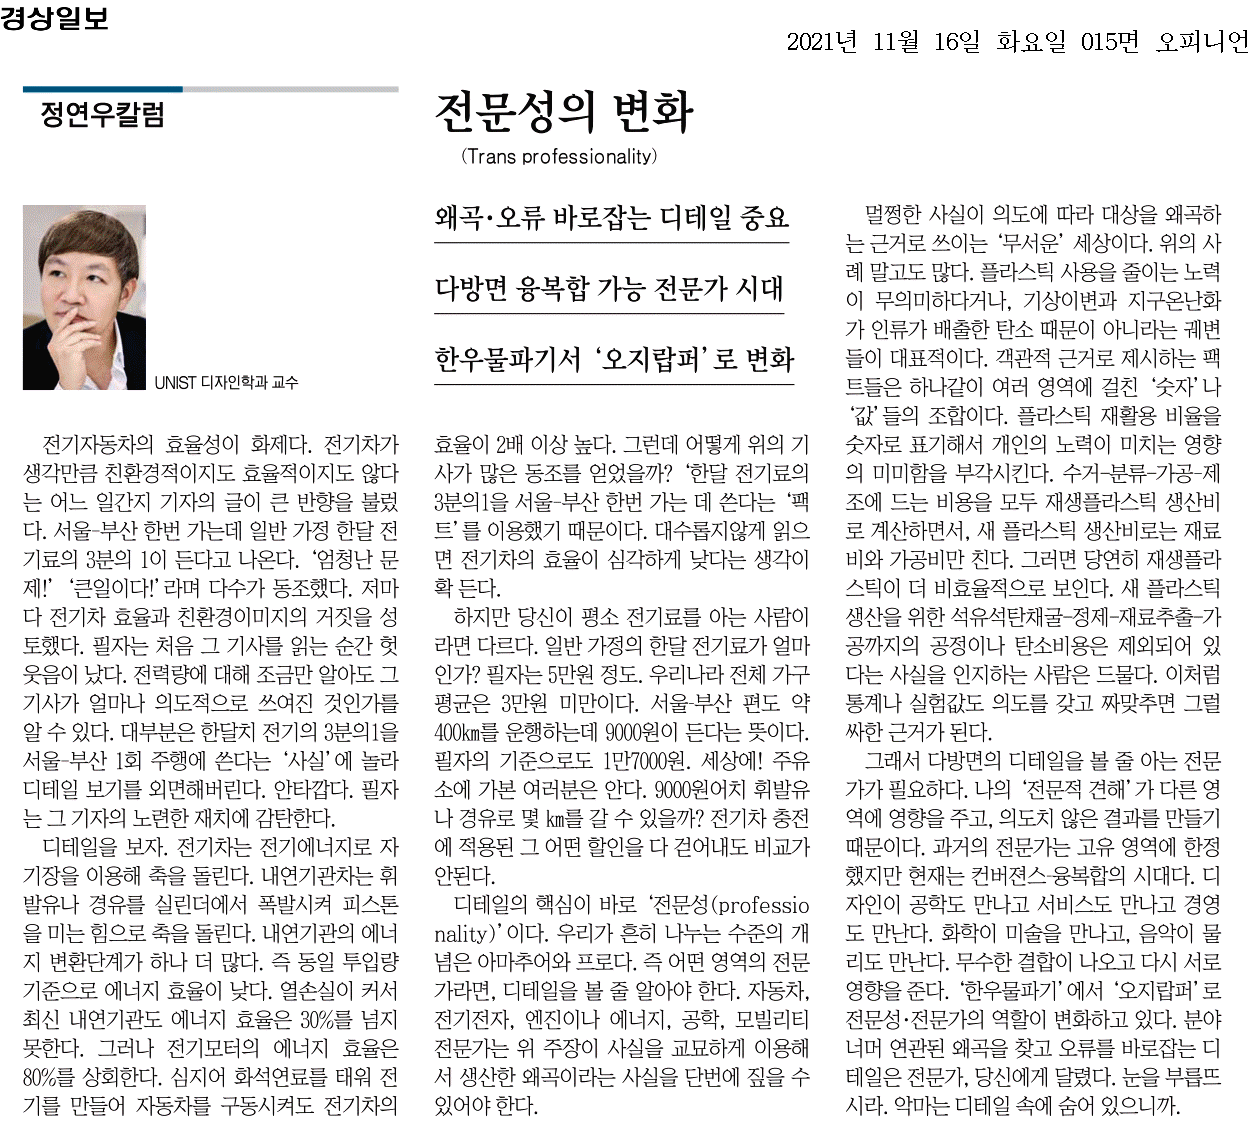 경상일보
2021년 11월 16일 화요일 015면 오피니언
정연우칼럼
전문성의 변화
(Trans professionality)
UNIST 디자인학과 교수
왜곡·오류 바로잡는 디테일 중요
다방면 융복합 가능 전문가 시대
한우물파기서 ‘오지랍퍼’로 변화
전기자동차의 효율성이 화제다. 전기차가
생각만큼 친환경적이지도 효율적이지도 않다
는 어느 일간지 기자의 글이 큰 반향을 불렀
다. 서울-부산 한번 가는데 일반 가정 한달 전
기료의 3분의 1이 든다고 나온다. ‘엄청난 문
제!’ ‘큰일이다!’라며 다수가 동조했다. 저마
다 전기차 효율과 친환경이미지의 거짓을 성
토했다. 필자는 처음 그 기사를 읽는 순간 헛
웃음이 났다. 전력량에 대해 조금만 알아도 그
기사가 얼마나 의도적으로 쓰여진 것인가를
알 수 있다. 대부분은 한달치 전기의 3분의1을
서울-부산 1회 주행에 쓴다는 ‘사실’에 놀라
디테일 보기를 외면해버린다. 안타깝다. 필자
는 그 기자의 노련한 재치에 감탄한다.
디테일을 보자. 전기차는 전기에너지로 자
기장을 이용해 축을 돌린다. 내연기관차는 휘
발유나 경유를 실린더에서 폭발시켜 피스톤
을 미는 힘으로 축을 돌린다. 내연기관의 에너
지 변환단계가 하나 더 많다. 즉 동일 투입량
기준으로 에너지 효율이 낮다. 열손실이 커서
최신 내연기관도 에너지 효율은 30%를 넘지
못한다. 그러나 전기모터의 에너지 효율은
80%를 상회한다. 심지어 화석연료를 태워 전
기를 만들어 자동차를 구동시켜도 전기차의
효율이 2배 이상 높다. 그런데 어떻게 위의 기
사가 많은 동조를 얻었을까? ‘한달 전기료의
3분의1을 서울-부산 한번 가는 데 쓴다는 ‘팩
트’를 이용했기 때문이다. 대수롭지않게 읽으
면 전기차의 효율이 심각하게 낮다는 생각이
확 든다.
하지만 당신이 평소 전기료를 아는 사람이
라면 다르다. 일반 가정의 한달 전기료가 얼마
인가? 필자는 5만원 정도. 우리나라 전체 가구
평균은 3만원 미만이다. 서울-부산 편도 약
400㎞를 운행하는데 9000원이 든다는 뜻이다.
필자의 기준으로도 1만7000원. 세상에! 주유
소에 가본 여러분은 안다. 9000원어치 휘발유
나 경유로 몇 ㎞를 갈 수 있을까? 전기차 충전
에 적용된 그 어떤 할인을 다 걷어내도 비교가
안된다.
디테일의 핵심이 바로 ‘전문성(professio
nality)’이다. 우리가 흔히 나누는 수준의 개
념은 아마추어와 프로다. 즉 어떤 영역의 전문
가라면, 디테일을 볼 줄 알아야 한다. 자동차,
전기전자, 엔진이나 에너지, 공학, 모빌리티
전문가는 위 주장이 사실을 교묘하게 이용해
서 생산한 왜곡이라는 사실을 단번에 짚을 수
있어야 한다.
멀쩡한 사실이 의도에 따라 대상을 왜곡하
는 근거로 쓰이는 ‘무서운’ 세상이다. 위의 사
례 말고도 많다. 플라스틱 사용을 줄이는 노력
이 무의미하다거나, 기상이변과 지구온난화
가 인류가 배출한 탄소 때문이 아니라는 궤변
들이 대표적이다. 객관적 근거로 제시하는 팩
트들은 하나같이 여러 영역에 걸친 ‘숫자’나
‘값’들의 조합이다. 플라스틱 재활용 비율을
숫자로 표기해서 개인의 노력이 미치는 영향
의 미미함을 부각시킨다. 수거-분류-가공-제
조에 드는 비용을 모두 재생플라스틱 생산비
로 계산하면서, 새 플라스틱 생산비로는 재료
비와 가공비만 친다. 그러면 당연히 재생플라
스틱이 더 비효율적으로 보인다. 새 플라스틱
생산을 위한 석유석탄채굴-정제-재료추출-가
공까지의 공정이나 탄소비용은 제외되어 있
다는 사실을 인지하는 사람은 드물다. 이처럼
통계나 실험값도 의도를 갖고 짜맞추면 그럴
싸한 근거가 된다.
그래서 다방면의 디테일을 볼 줄 아는 전문
가가 필요하다. 나의 ‘전문적 견해’가 다른 영
역에 영향을 주고, 의도치 않은 결과를 만들기
때문이다. 과거의 전문가는 고유 영역에 한정
했지만 현재는 컨버젼스-융복합의 시대다. 디
자인이 공학도 만나고 서비스도 만나고 경영
도 만난다. 화학이 미술을 만나고, 음악이 물
리도 만난다. 무수한 결합이 나오고 다시 서로
영향을 준다. ‘한우물파기’에서 ‘오지랍퍼’로
전문성·전문가의 역할이 변화하고 있다. 분야
너머 연관된 왜곡을 찾고 오류를 바로잡는 디
테일은 전문가, 당신에게 달렸다. 눈을 부릅뜨
시라. 악마는 디테일 속에 숨어 있으니까.